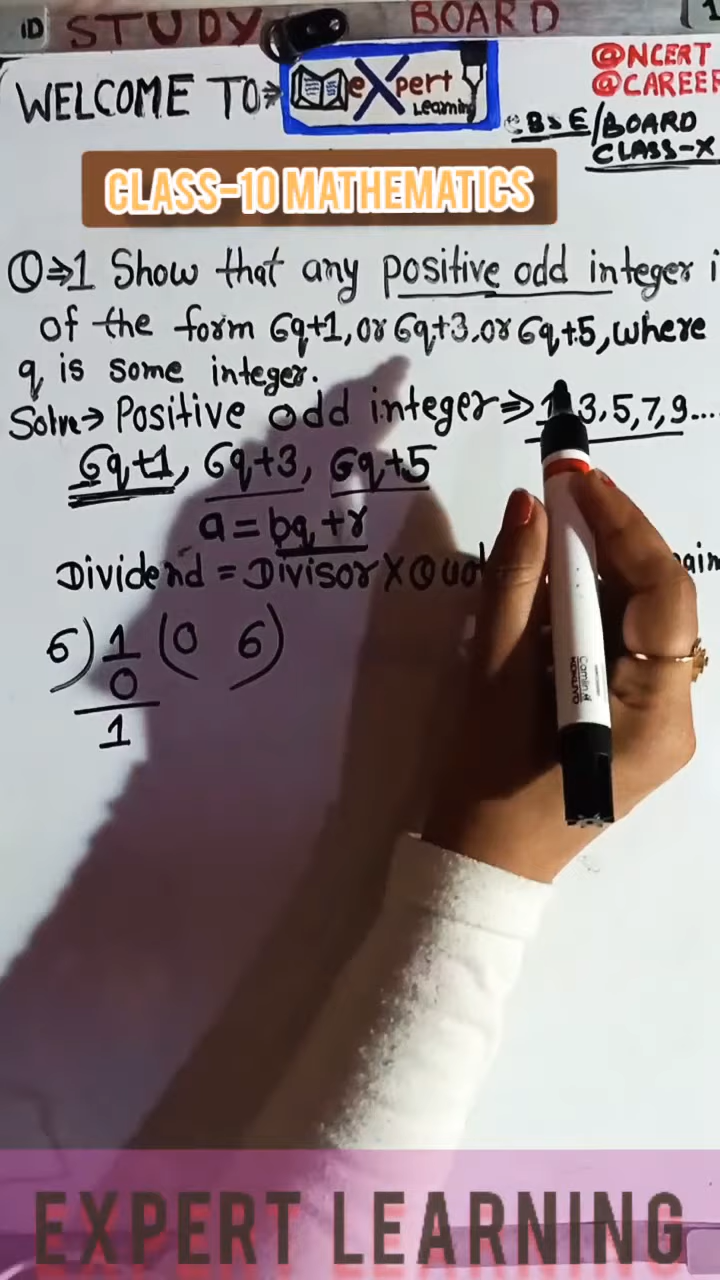 ID STUDY BOARD
WELCOME TO⇒ eXpert Learning
@NCERT
@CAREER
CBSE/BOARD
CLASS-X
CLASS-10 MATHEMATICS
Q⇒1 Show that any positive odd integer i
of the form 6q+1, or 6q+3, or 6q+5, where
q is some integer.
Solve→ Positive odd integer⇒ 1, 3, 5, 7, 9....
6q+1, 6q+3, 6q+5
a = bq + r
Dividend = Divisor X
6) 1 (0 6)
0
1
EXPERT LEARNING